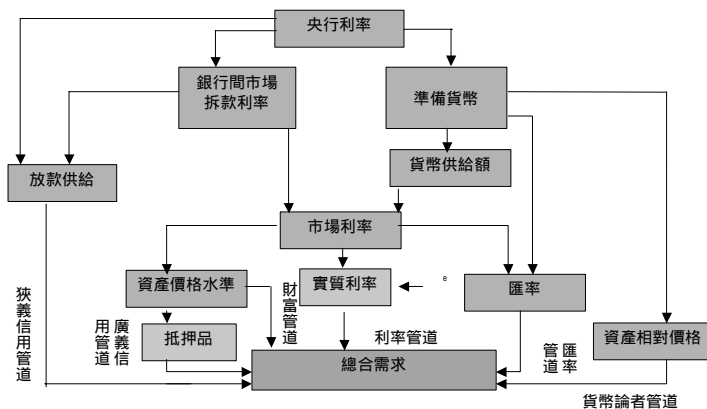 央行利率
銀行間市場
拆款利率
準備貨幣
貨幣供給額
放款供給
市場利率
資產價格水準
財富管道
實質利率
e
匯率
狹義信用管道
廣義信
用管道
抵押品
利率管道
匯率
管道
資產相對價格
總合需求
貨幣論者管道